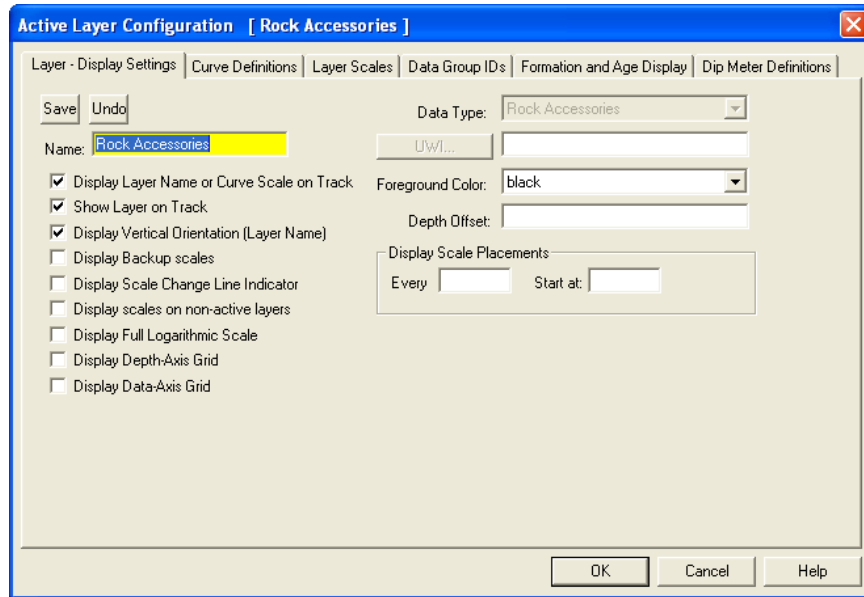 Active Layer Configuration [ Rock Accessories ]
Layer - Display Settings Curve Definitions Layer Scales Data Group IDs Formation and Age Display Dip Meter Definitions
Save Undo
Name: Rock Accessories
Display Layer Name or Curve Scale on Track
Show Layer on Track
Display Vertical Orientation (Layer Name)
Display Backup scales
Display Scale Change Line Indicator
Display scales on non-active layers
Display Full Logarithmic Scale
Display Depth-Axis Grid
Display Data-Axis Grid
Data Type: Rock Accessories
UWI...
Foreground Color: black
Depth Offset:
Display Scale Placements
Every Start at:
OK Cancel Help